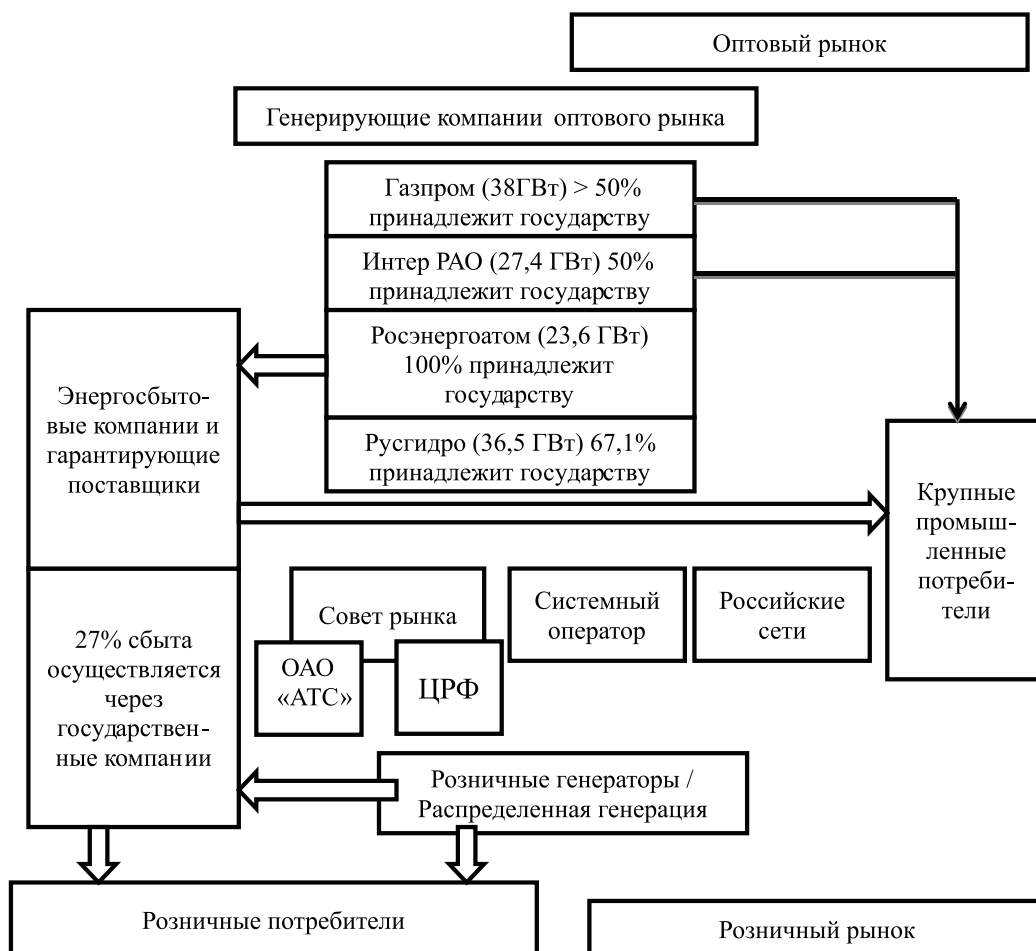 Оптовый рынок
Генерирующие компании оптового рынка
Газпром (38ГВт) > 50%
принадлежит государству
Интер РАО (27,4 ГВт) 50%
принадлежит государству
Росэнергоатом (23,6 ГВт)
100% принадлежит
государству
Русгидро (36,5 ГВт) 67,1%
принадлежит государству
Энергосбыто-
вые компании и
гарантирующие
поставщики
Крупные
промыш-
ленные
потреби-
тели
27% сбыта
осуществляется
через
государствен-
ные компании
Совет рынка
ОАО
«АТС»
ЦРФ
Системный
оператор
Российские
сети
Розничные генераторы /
Распределенная генерация
Розничные потребители
Розничный рынок